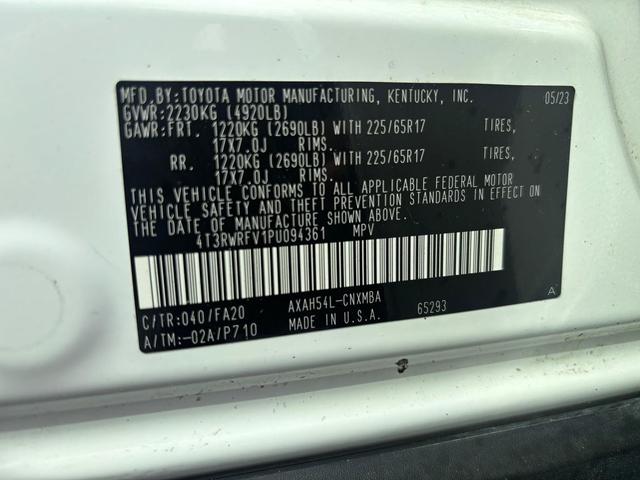 MFD.BY:TOYOTA MOTOR MANUFACTURING, KENTUCKY, INC. 05/23
GVWR:2230KG (4920LB)
GAWR:FRT. 1220KG (2690LB) WITH 225/65R17 TIRES,
17X7.0J RIMS.
RR. 1220KG (2690LB) WITH 225/65R17 TIRES,
17X7.0J RIMS.
THIS VEHICLE CONFORMS TO ALL APPLICABLE FEDERAL MOTOR
VEHICLE SAFETY AND THEFT PREVENTION STANDARDS IN EFFECT ON
THE DATE OF MANUFACTURE SHOWN ABOVE.
4T3RWRFV1PU094361 MPV
C/TR:040/FA20 AXAH54L-CNXMBA 65293 A
A/TM:-02A/P710 MADE IN U.S.A.